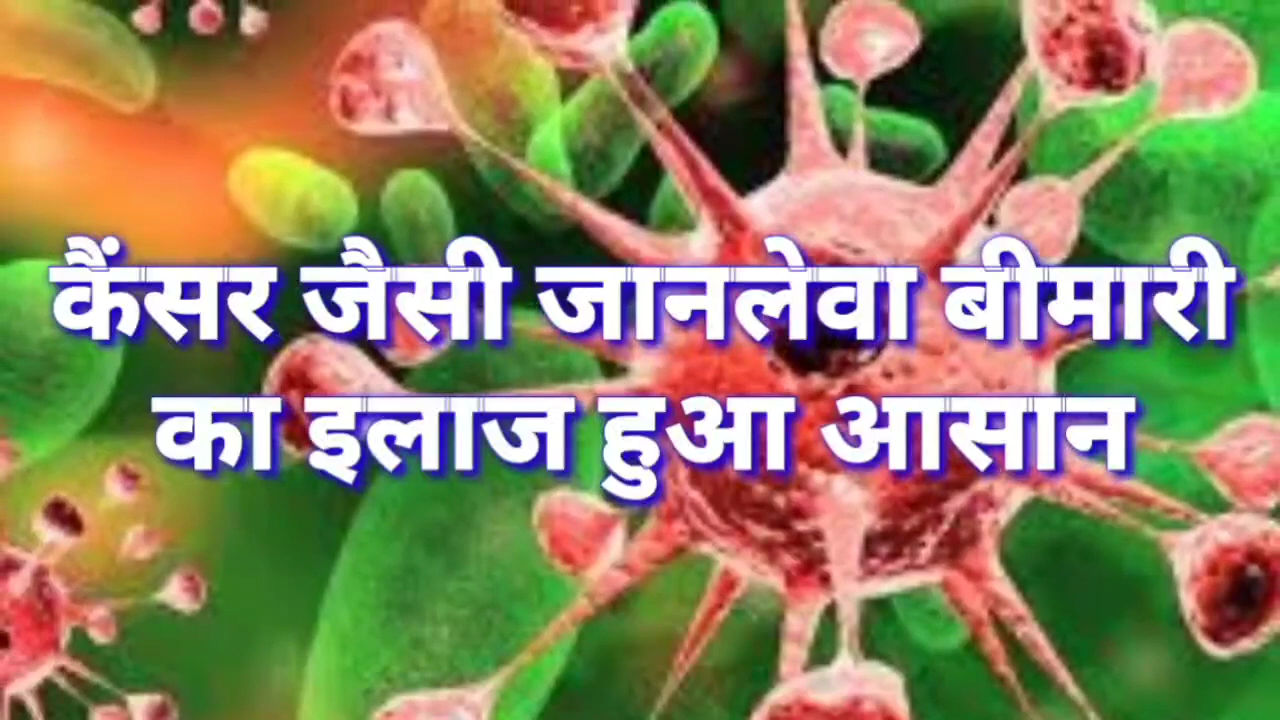 कैंसर जैसी जानलेवा बीमारी
का इलाज हुआ आसान